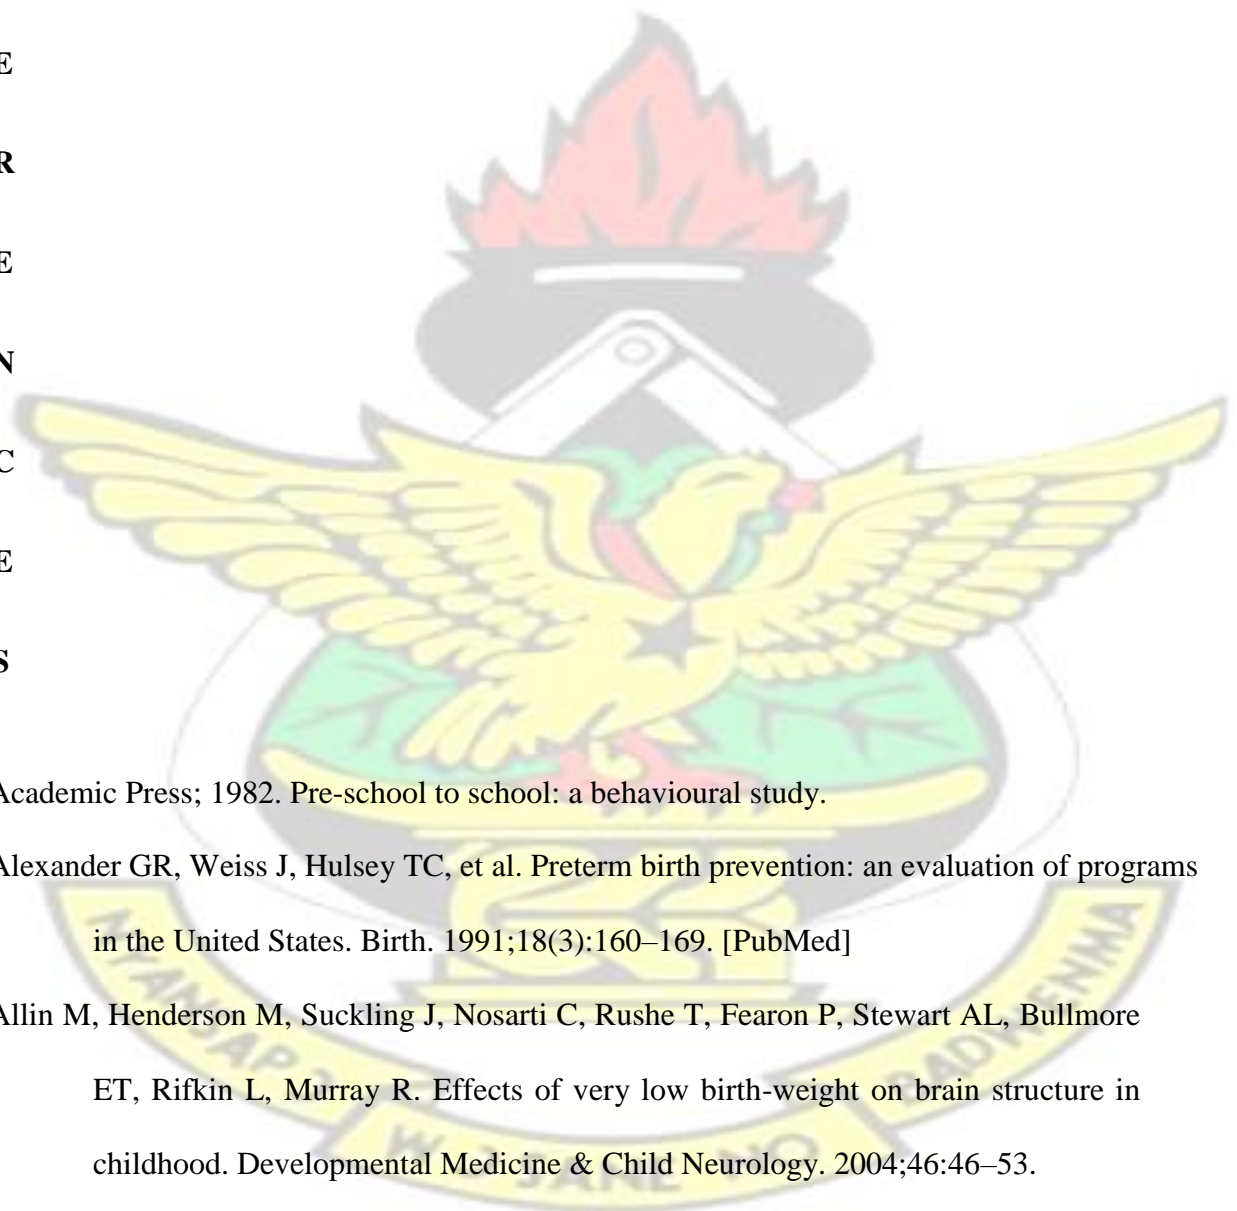 E
R
E
N
C
E
S
Academic Press; 1982. Pre-school to school: a behavioural study.
Alexander GR, Weiss J, Hulsey TC, et al. Preterm birth prevention: an evaluation of programs
in the United States. Birth. 1991;18(3):160–169. [PubMed]
Allin M, Henderson M, Suckling J, Nosarti C, Rushe T, Fearon P, Stewart AL, Bullmore
ET, Rifkin L, Murray R. Effects of very low birth-weight on brain structure in
childhood. Developmental Medicine & Child Neurology. 2004;46:46–53.
NO
BADWENMA